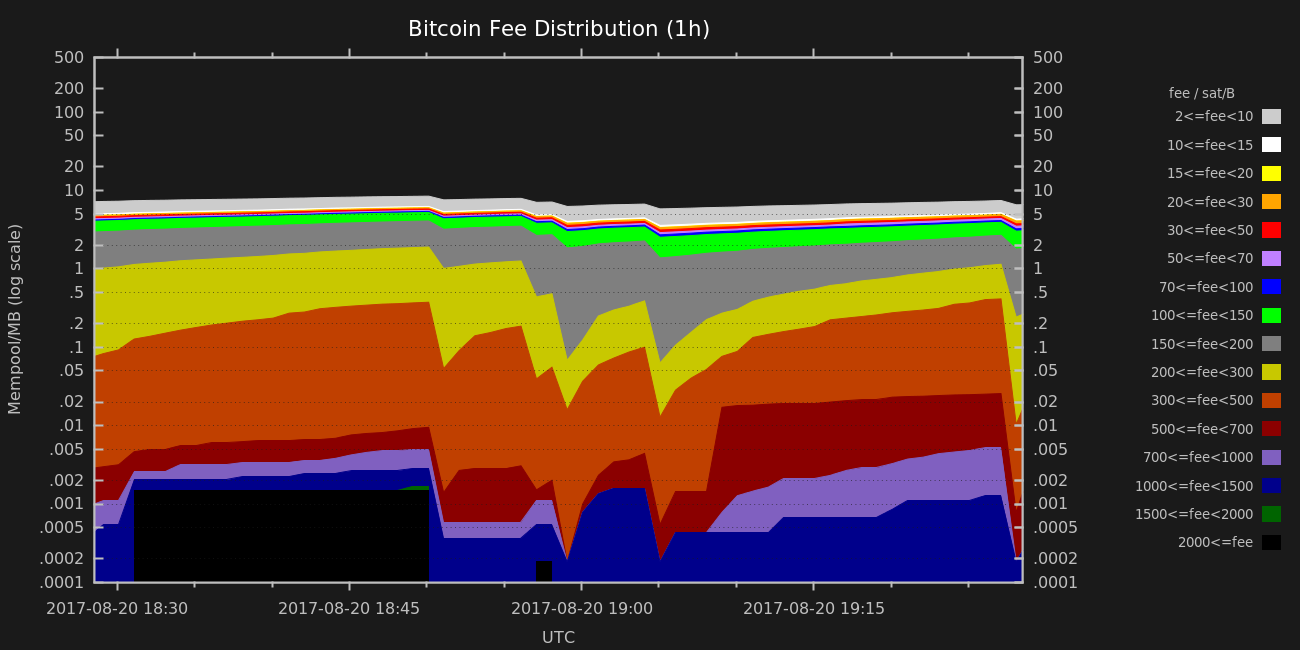 Bitcoin Fee Distribution (1h)
Mempool/MB (log scale)
500
200
100
50
20
10
5
2
1
.5
.2
.1
.05
.02
.01
.005
.002
.001
.0005
.0002
.0001
500
200
100
50
20
10
5
2
1
.5
.2
.1
.05
.02
.01
.005
.002
.001
.0005
.0002
.0001
2017-08-20 18:30 2017-08-20 18:45 2017-08-20 19:00 2017-08-20 19:15
UTC
fee / sat/B
2<=fee<10
10<=fee<15
15<=fee<20
20<=fee<30
30<=fee<50
50<=fee<70
70<=fee<100
100<=fee<150
150<=fee<200
200<=fee<300
300<=fee<500
500<=fee<700
700<=fee<1000
1000<=fee<1500
1500<=fee<2000
2000<=fee